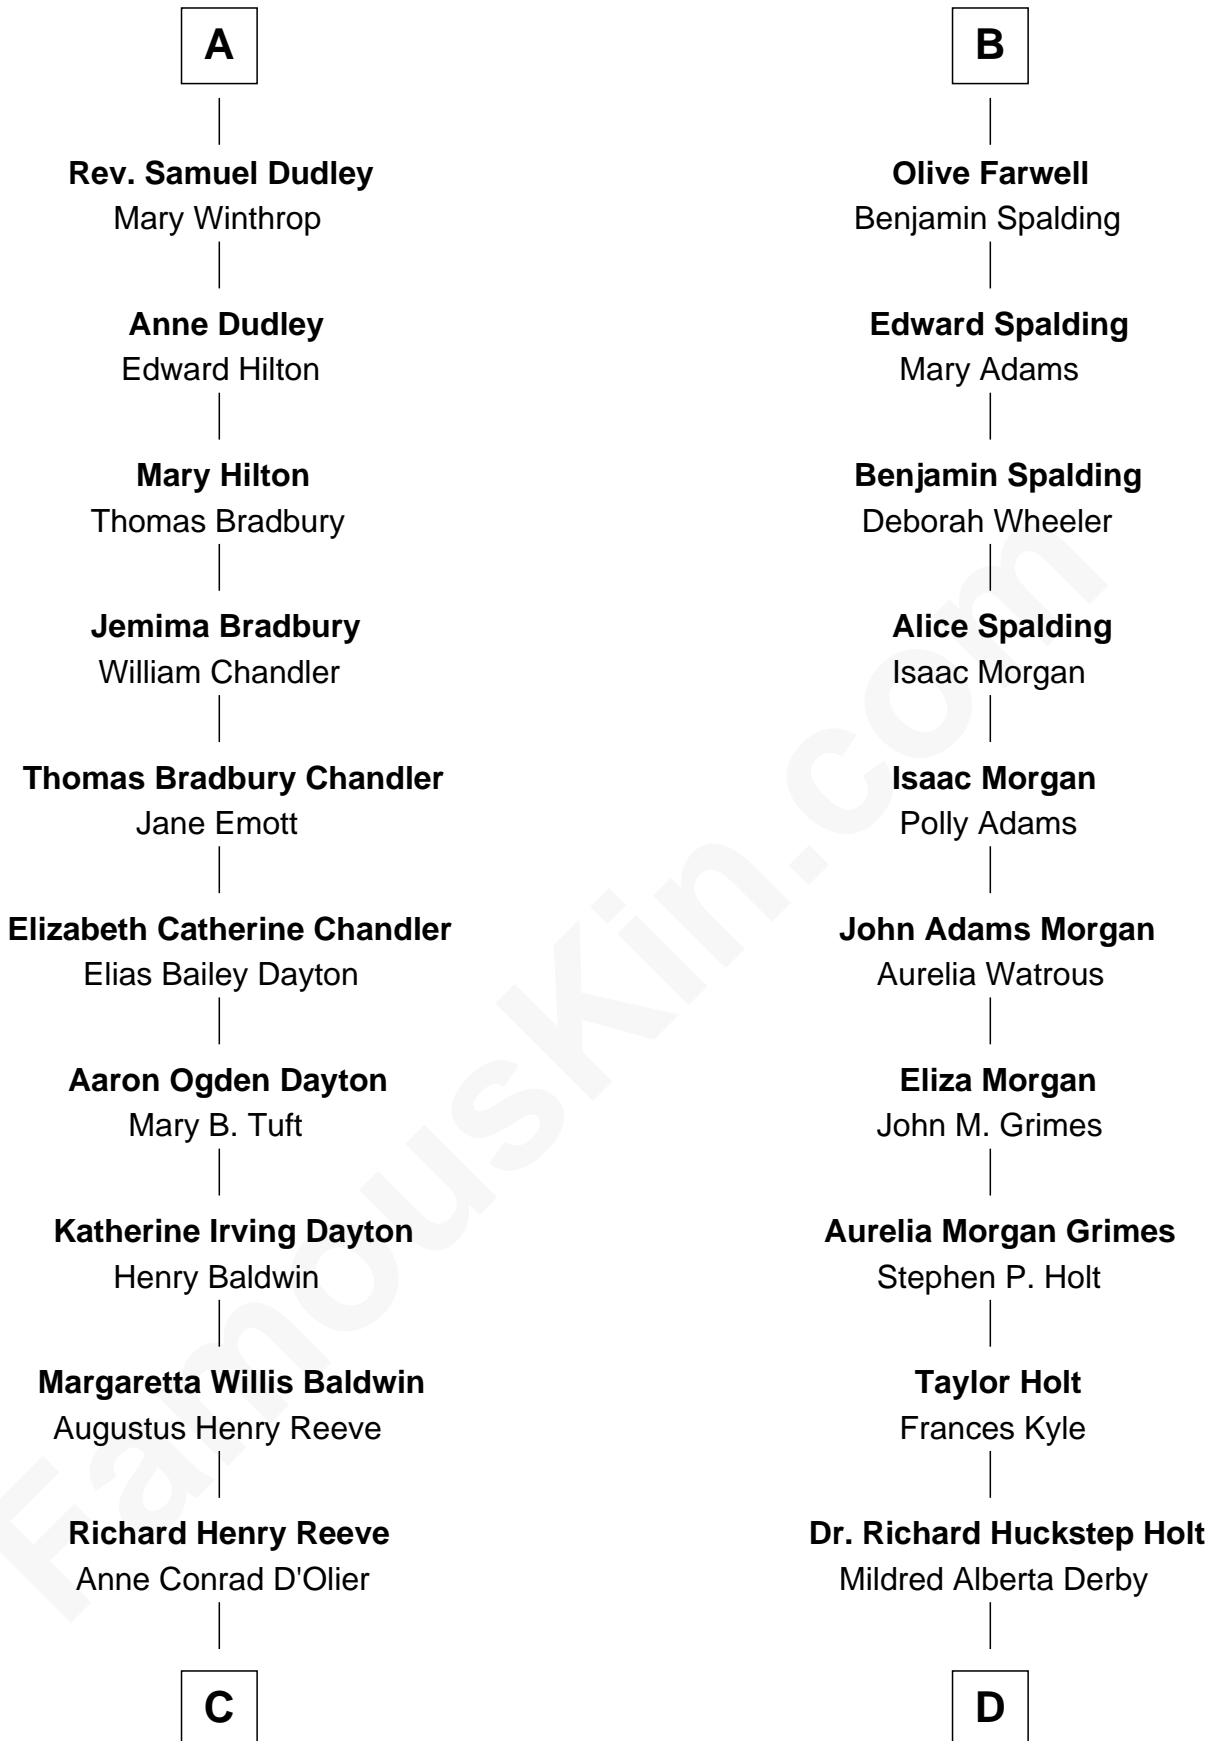 A
Rev. Samuel Dudley
Mary Winthrop
Anne Dudley
Edward Hilton
Mary Hilton
Thomas Bradbury
Jemima Bradbury
William Chandler
Thomas Bradbury Chandler
Jane Emott
Elizabeth Catherine Chandler
Elias Bailey Dayton
Aaron Ogden Dayton
Mary B. Tuft
Katherine Irving Dayton
Henry Baldwin
Margaretta Willis Baldwin
Augustus Henry Reeve
Richard Henry Reeve
Anne Conrad D'Olier
C
B
Olive Farwell
Benjamin Spalding
Edward Spalding
Mary Adams
Benjamin Spalding
Deborah Wheeler
Alice Spalding
Isaac Morgan
Isaac Morgan
Polly Adams
John Adams Morgan
Aurelia Watrous
Eliza Morgan
John M. Grimes
Aurelia Morgan Grimes
Stephen P. Holt
Taylor Holt
Frances Kyle
Dr. Richard Huckstep Holt
Mildred Alberta Derby
D
FamousKin.com